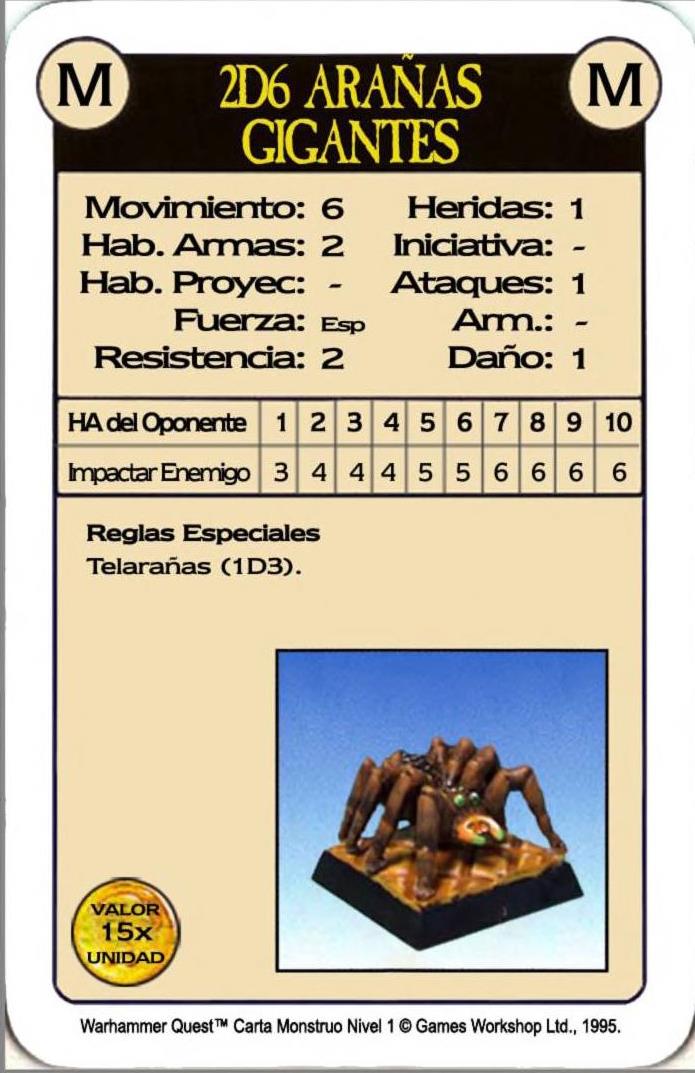 M
2D6 ARAÑAS
GIGANTES
M
Movimiento: 6 Heridas: 1
Hab. Armas: 2 Iniciativa: -
Hab. Proyec: - Ataques: 1
Fuerza: Esp Arm.: -
Resistencia: 2 Daño: 1
HA del Oponente 1 2 3 4 5 6 7 8 9 10
Impactar Enemigo 3 4 4 4 5 5 6 6 6 6
Reglas Especiales
Telarañas (1D3).
VALOR
15x
UNIDAD
Warhammer Quest™ Carta Monstruo Nivel 1 © Games Workshop Ltd., 1995.